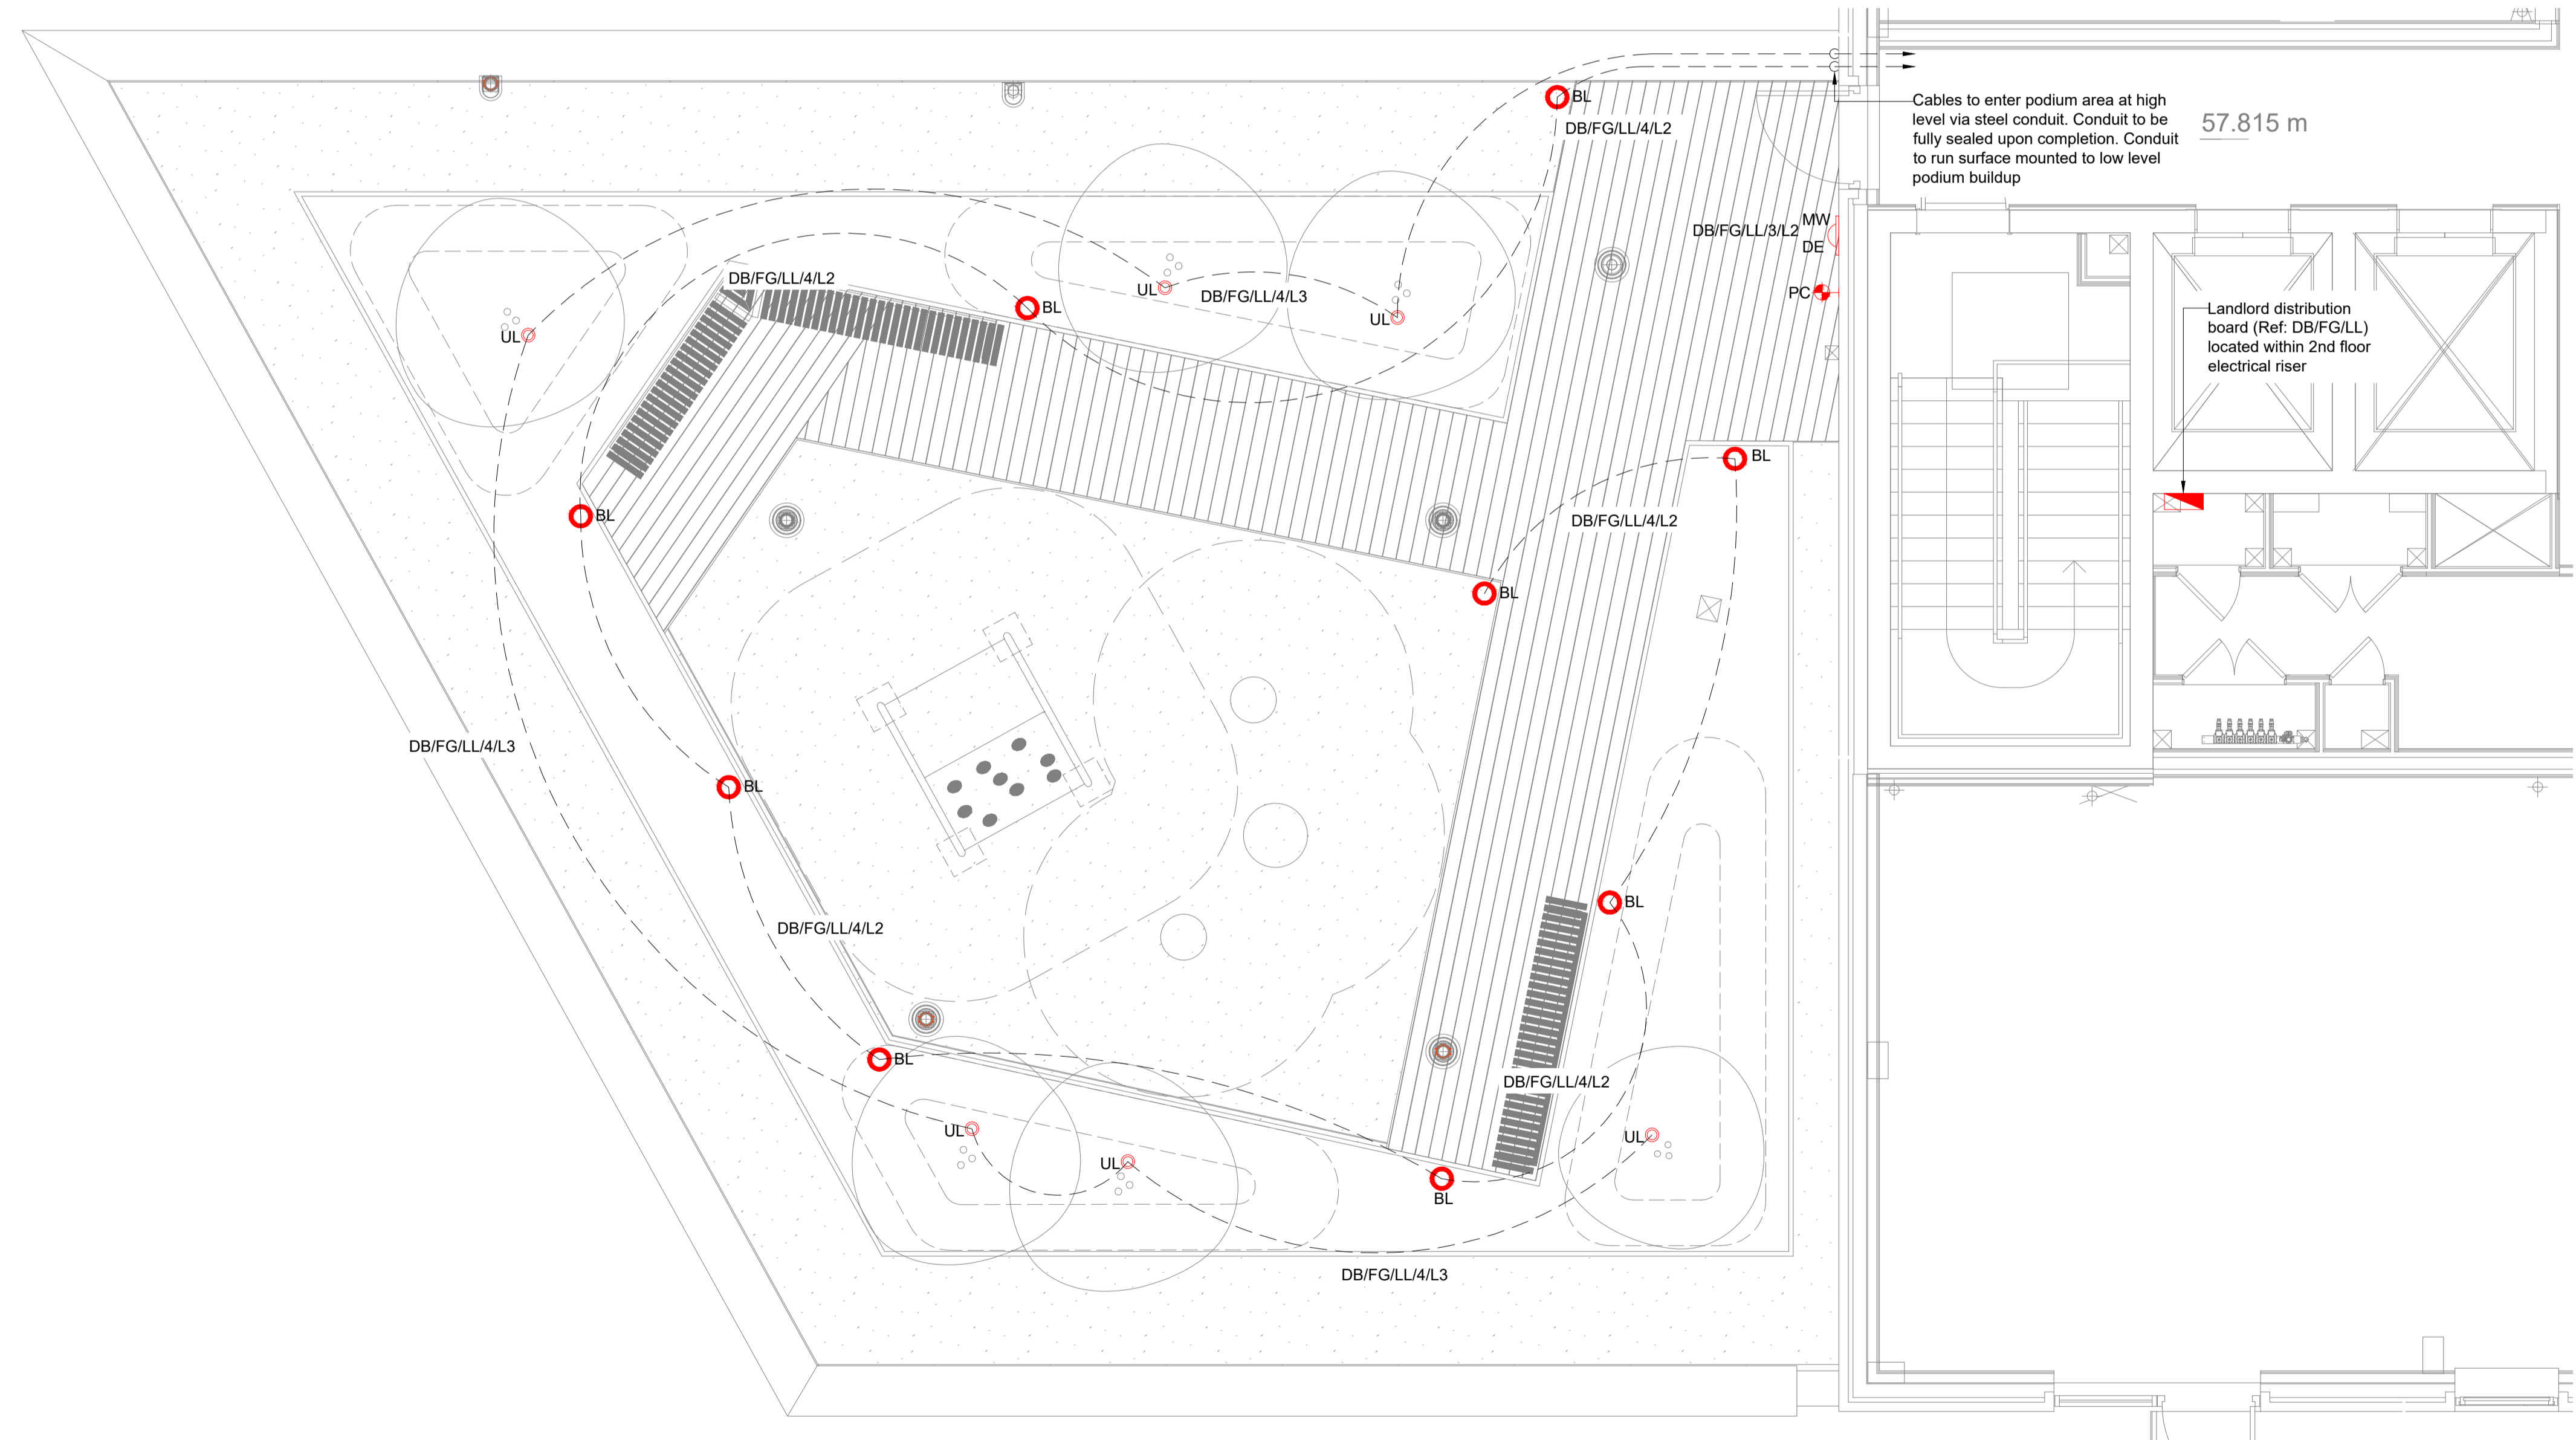 BL
DB/FG/LL/4/L2
Cables to enter podium area at high
level via steel conduit. Conduit to be
fully sealed upon completion. Conduit
to run surface mounted to low level
podium buildup
57.815 m
MW
DB/FG/LL/3/L2
DE
DB/FG/LL/4/L2
UL
DB/FG/LL/4/L3
PC
BL
UL
UL
Landlord distribution
board (Ref: DB/FG/LL)
located within 2nd floor
electrical riser
BL
BL
DB/FG/LL/4/L2
BL
DB/FG/LL/4/L3
BL
BL
DB/FG/LL/4/L2
BL
BL
DB/FG/LL/4/L2
UL
UL
UL
BL
DB/FG/LL/4/L3